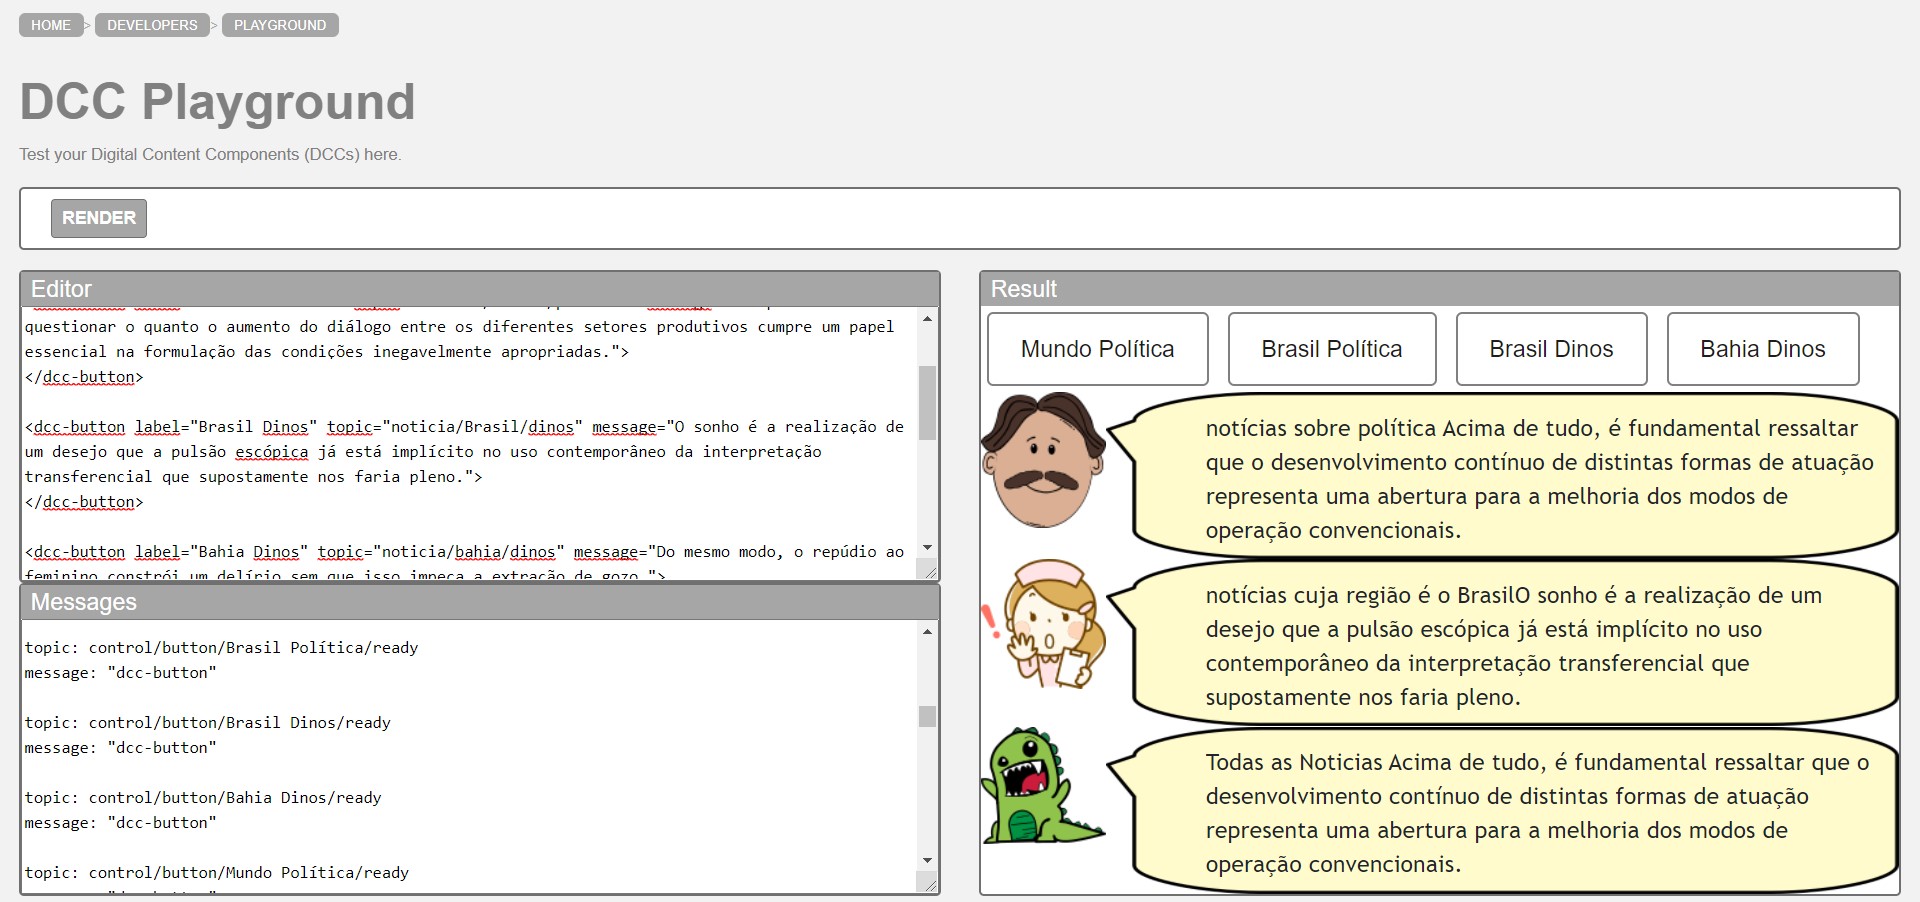 HOME > DEVELOPERS > PLAYGROUND
DCC Playground
Test your Digital Content Components (DCCs) here.
RENDER
Editor
questionar o quanto o aumento do diálogo entre os diferentes setores produtivos cumpre um papel
essencial na formulação das condições inegavelmente apropriadas.">
</dcc-button>
<dcc-button label="Brasil Dinos" topic="noticia/Brasil/dinos" message="O sonho é a realização de
um desejo que a pulsão escópica já está implícito no uso contemporâneo da interpretação
transferencial que supostamente nos faria pleno.">
</dcc-button>
<dcc-button label="Bahia Dinos" topic="noticia/bahia/dinos" message="Do mesmo modo, o repúdio ao
feminino constrói um delírio sem que isso impeça a extração de gozo.">
Messages
topic: control/button/Brasil Política/ready
message: "dcc-button"
topic: control/button/Brasil Dinos/ready
message: "dcc-button"
topic: control/button/Bahia Dinos/ready
message: "dcc-button"
topic: control/button/Mundo Política/ready
Result
Mundo Política
Brasil Política
Brasil Dinos
Bahia Dinos
notícias sobre política Acima de tudo, é fundamental ressaltar
que o desenvolvimento contínuo de distintas formas de atuação
representa uma abertura para a melhoria dos modos de
operação convencionais.
notícias cuja região é o BrasilO sonho é a realização de um
desejo que a pulsão escópica já está implícito no uso
contemporâneo da interpretação transferencial que
supostamente nos faria pleno.
Todas as Noticias Acima de tudo, é fundamental ressaltar que o
desenvolvimento contínuo de distintas formas de atuação
representa uma abertura para a melhoria dos modos de
operação convencionais.